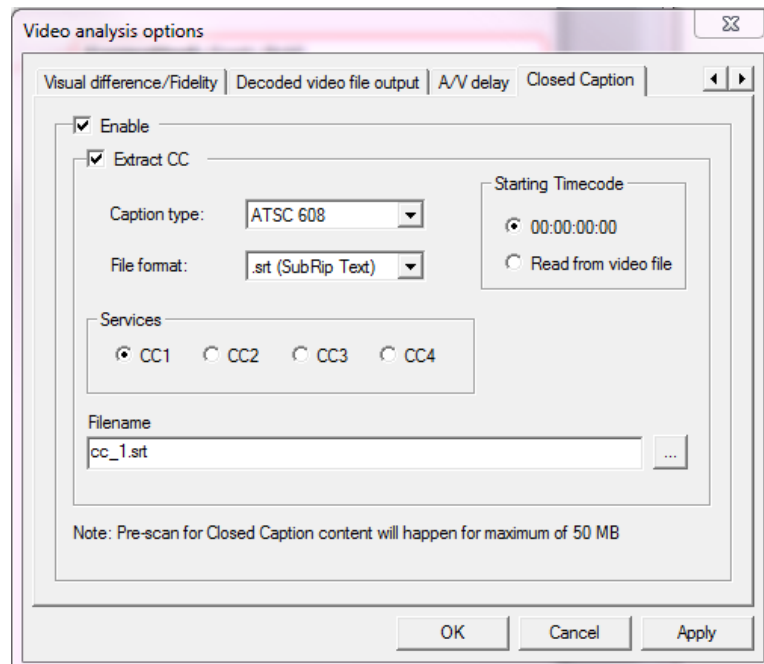 Video analysis options
Visual difference/Fidelity Decoded video file output A/V delay Closed Caption
Enable
Extract CC
Starting Timecode
Caption type: ATSC 608
00:00:00:00
File format: .srt (SubRip Text)
Read from video file
Services
CC1 CC2 CC3 CC4
Filename
cc_1.srt ...
Note: Pre-scan for Closed Caption content will happen for maximum of 50 MB
OK Cancel Apply